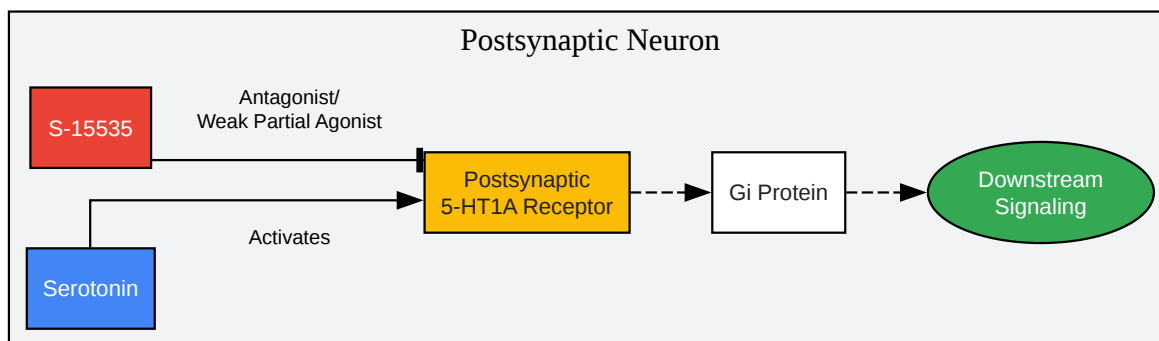 Postsynaptic Neuron
S-15535
Antagonist/
Weak Partial Agonist
Postsynaptic
5-HT1A Receptor
Gi Protein
Downstream
Signaling
Activates
Serotonin